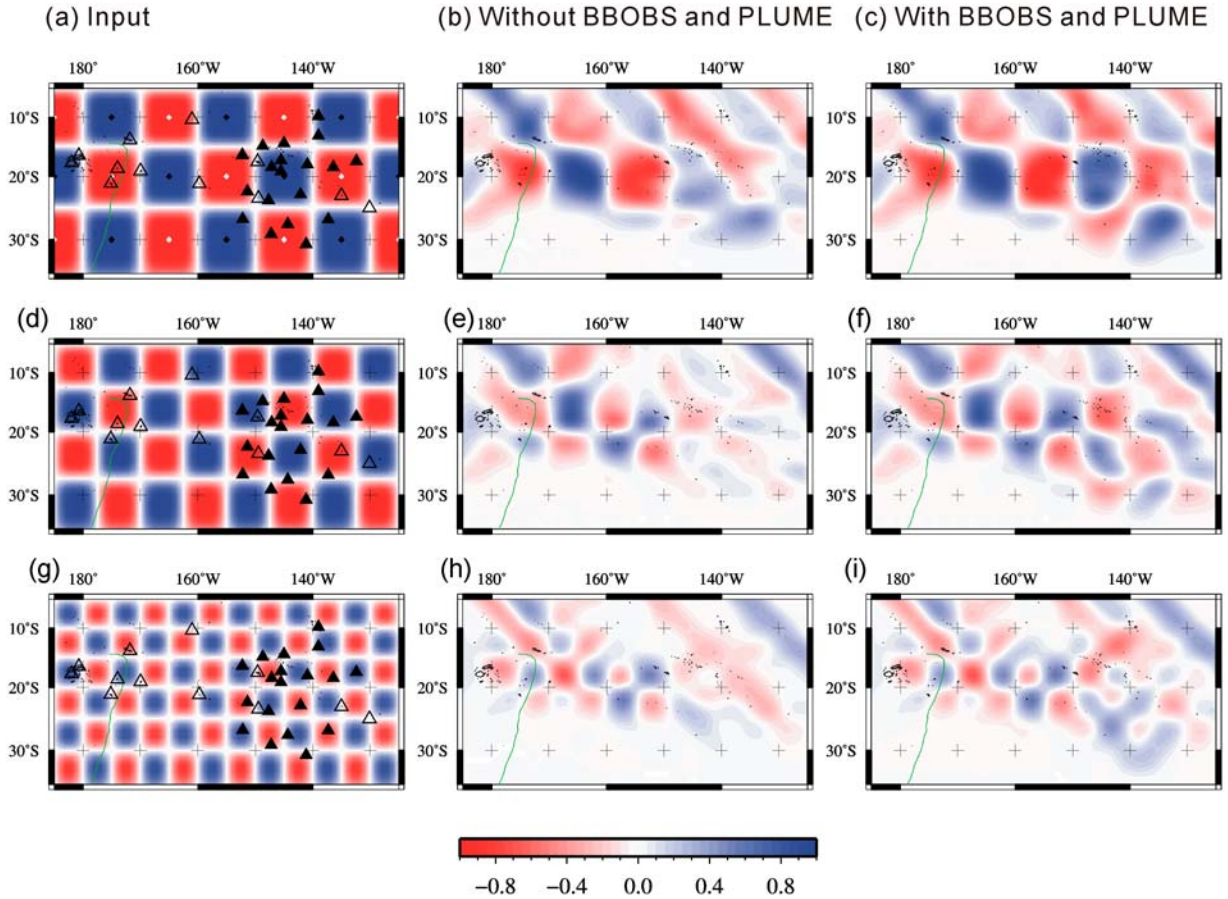 (a) Input
(b) Without BBOBS and PLUME
(c) With BBOBS and PLUME
180° 160°W 140°W
180° 160°W 140°W
180° 160°W 140°W
10°S
10°S
10°S
20°S
20°S
20°S
30°S
30°S
30°S
(d)
(e)
(f)
180° 160°W 140°W
180° 160°W 140°W
180° 160°W 140°W
10°S
10°S
10°S
20°S
20°S
20°S
30°S
30°S
30°S
(g)
(h)
(i)
180° 160°W 140°W
180° 160°W 140°W
180° 160°W 140°W
10°S
10°S
10°S
20°S
20°S
20°S
30°S
30°S
30°S
−0.8 −0.4 0.0 0.4 0.8